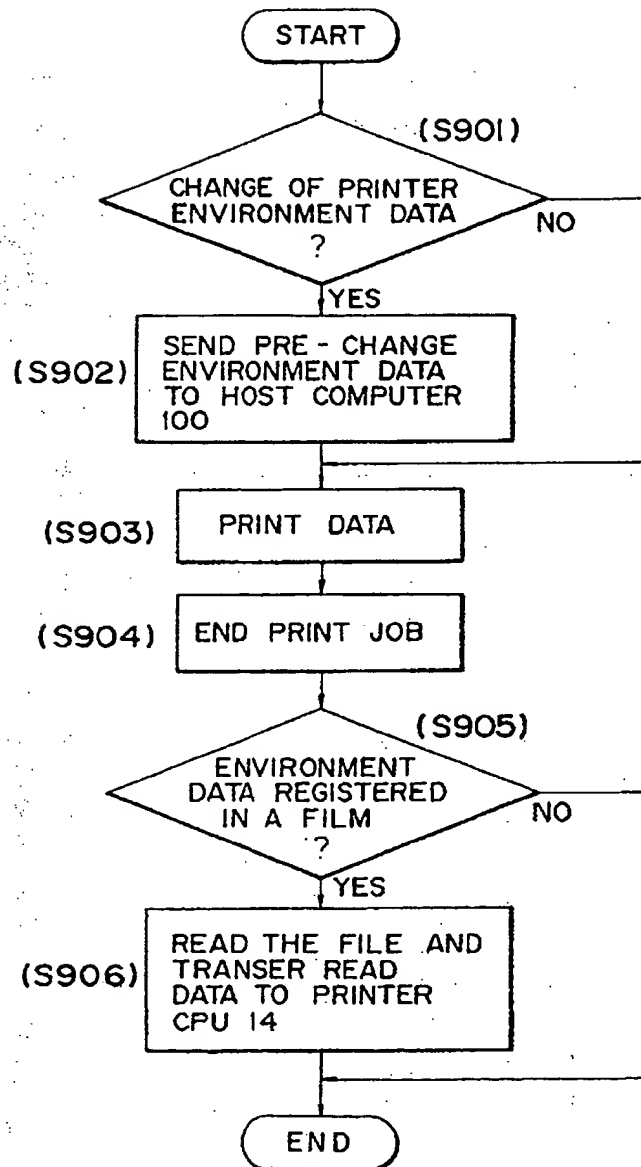 START
(S901)
CHANGE OF PRINTER
ENVIRONMENT DATA
?
NO
YES
(S902)
SEND PRE-CHANGE
ENVIRONMENT DATA
TO HOST COMPUTER
100
(S903)
PRINT DATA
(S904)
END PRINT JOB
(S905)
ENVIRONMENT
DATA REGISTERED
IN A FILM
?
NO
YES
(S906)
READ THE FILE AND
TRANSER READ
DATA TO PRINTER
CPU 14
END